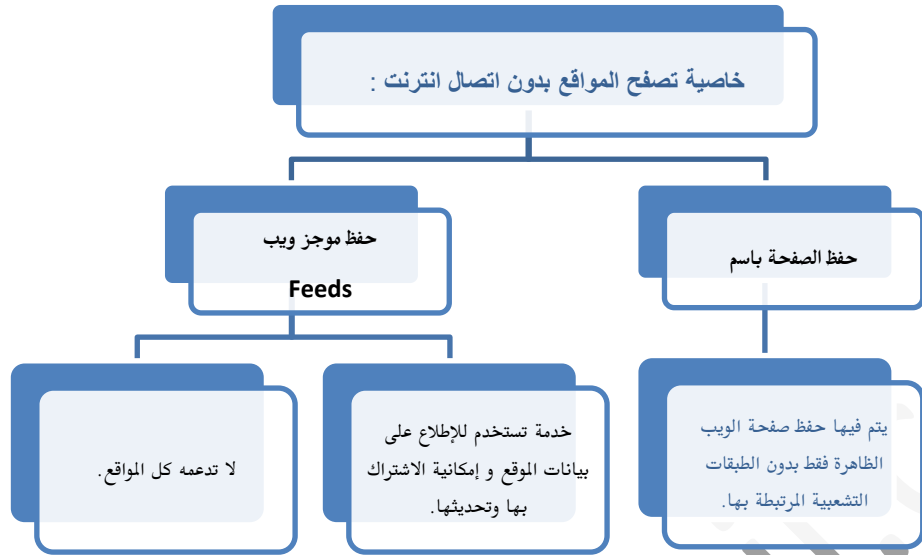 خاصية تصفح المواقع بدون اتصال انترنت :
حفظ الصفحة باسم
حفظ موجز ويب
Feeds
يتم فيها حفظ صفحة الويب
الظاهرة فقط بدون الطبقات
التشعبية المرتبطة بها.
خدمة تستخدم للإطلاع على
بيانات الموقع و إمكانية الاشتراك
بها وتحديثها.
لا تدعمه كل المواقع.